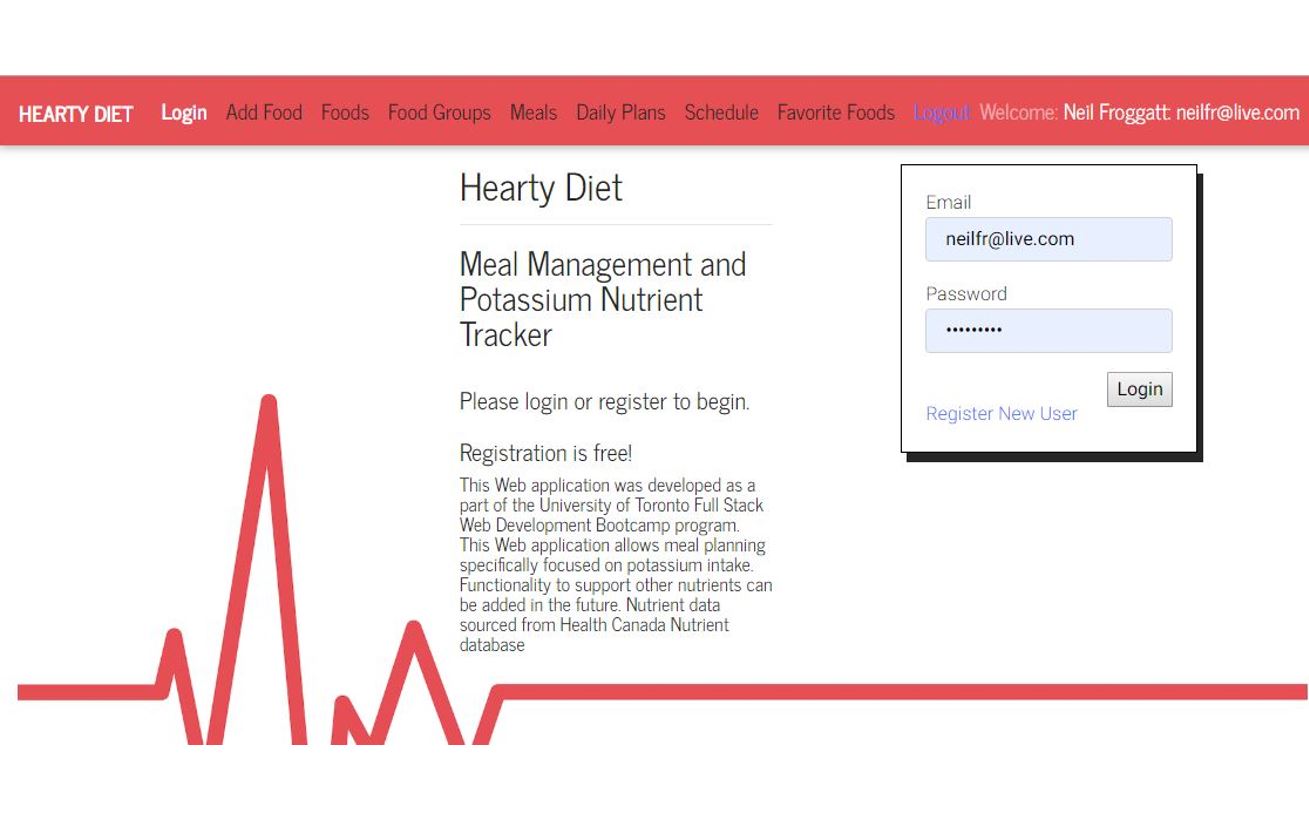 HEARTY DIET Login Add Food Foods Food Groups Meals Daily Plans Schedule Favorite Foods Logout Welcome: Neil Froggatt: neilfr@live.com
Hearty Diet
Meal Management and
Potassium Nutrient
Tracker
Please login or register to begin.
Registration is free!
This Web application was developed as a
part of the University of Toronto Full Stack
Web Development Bootcamp program.
This Web application allows meal planning
specifically focused on potassium intake.
Functionality to support other nutrients can
be added in the future. Nutrient data
sourced from Health Canada Nutrient
database
Email
neilfr@live.com
Password
•••••••••
Login
Register New User